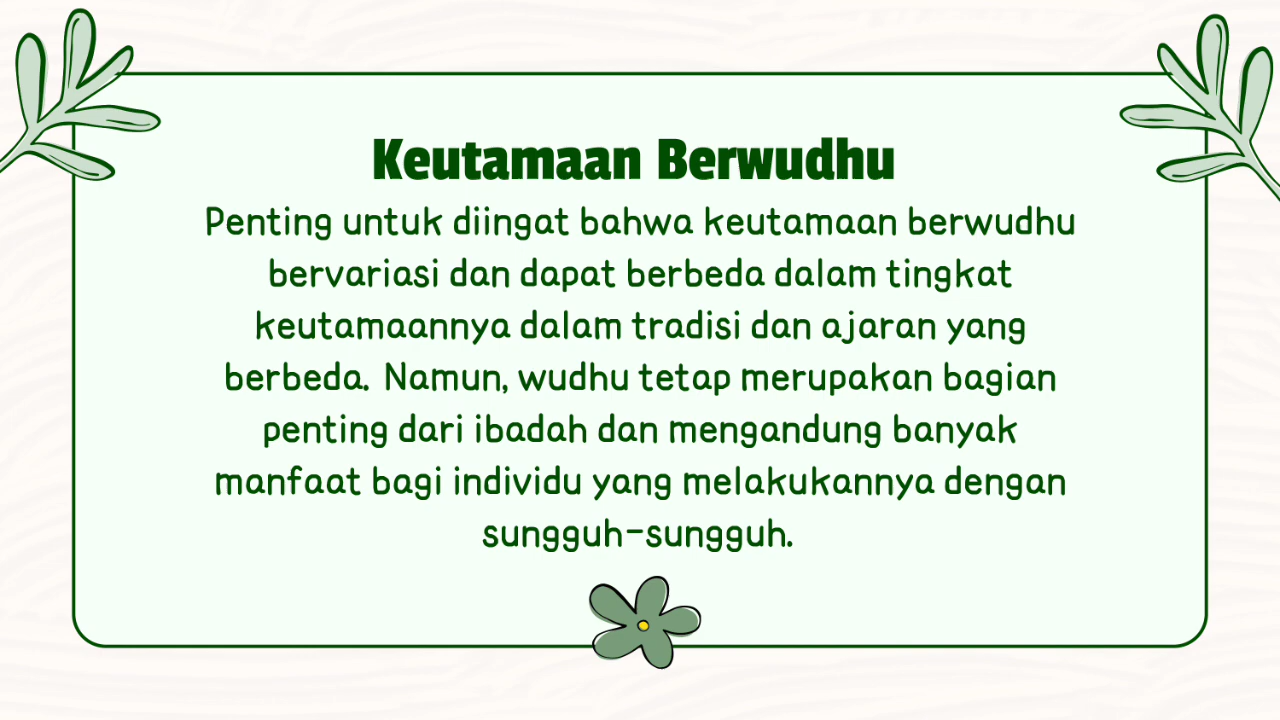 Keutamaan Berwudhu
Penting untuk diingat bahwa keutamaan berwudhu
bervariasi dan dapat berbeda dalam tingkat
keutamaannya dalam tradisi dan ajaran yang
berbeda. Namun, wudhu tetap merupakan bagian
penting dari ibadah dan mengandung banyak
manfaat bagi individu yang melakukannya dengan
sungguh-sungguh.